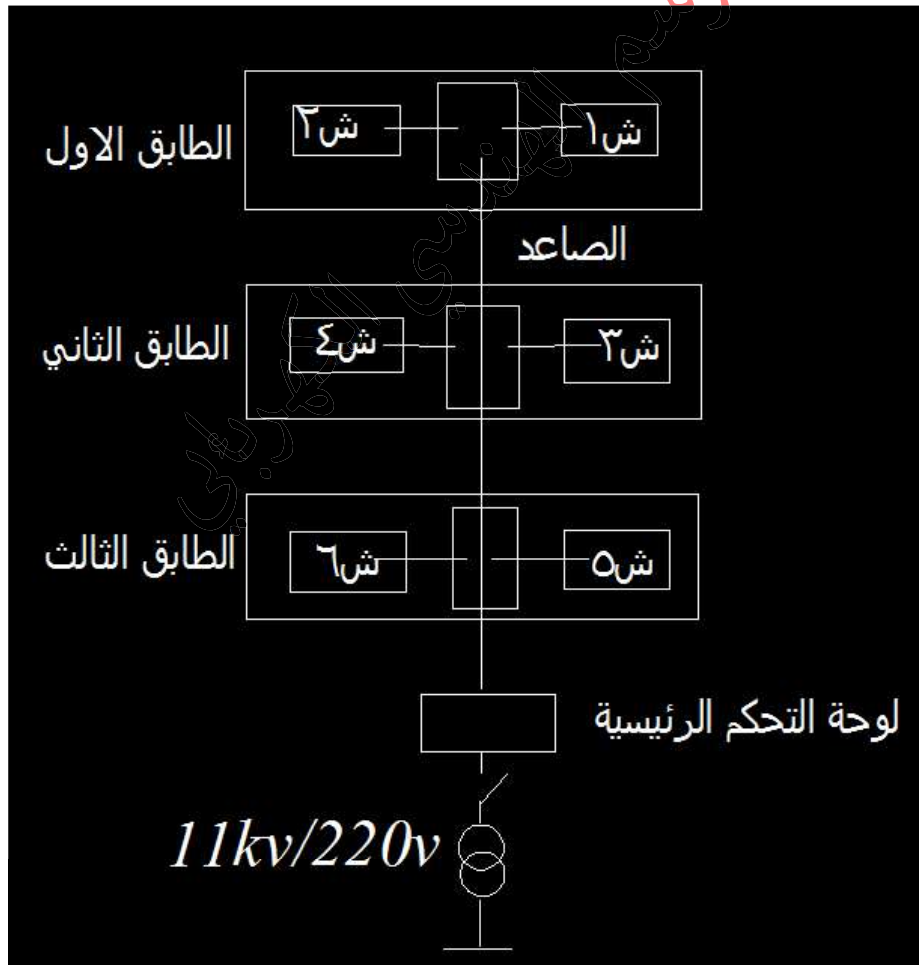 ش٢ ش١
الطابق الاول
الصاعد
ش٤ ش٣
الطابق الثاني
ش٦ ش٥
الطابق الثالث
لوحة التحكم الرئيسية
11kv/220v